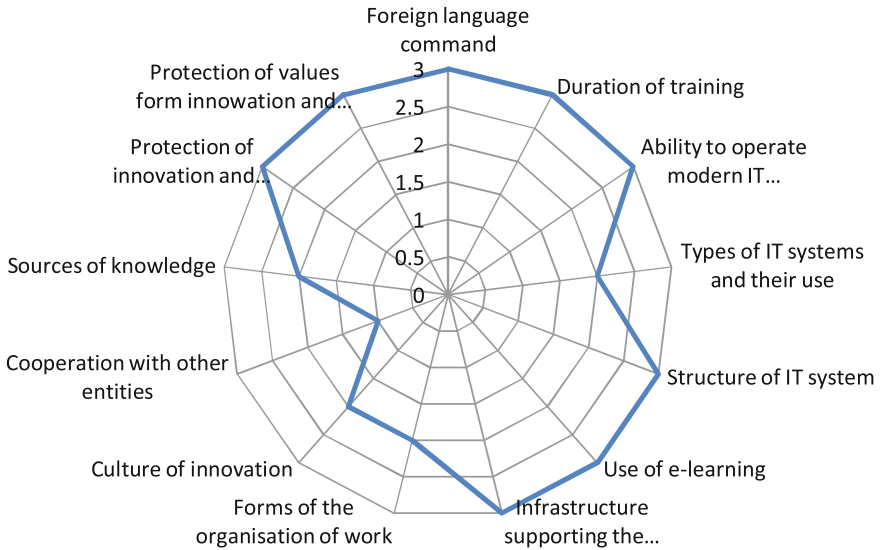 Foreign language
command
Duration of training
Ability to operate
modern IT...
Types of IT systems
and their use
Structure of IT system
Use of e-learning
Infrastructure
supporting the...
Forms of the
organisation of work
Culture of innovation
Cooperation with other
entities
Sources of knowledge
Protection of
innovation and...
Protection of values
form innowation and...
3
2.5
2
1.5
1
0.5
0